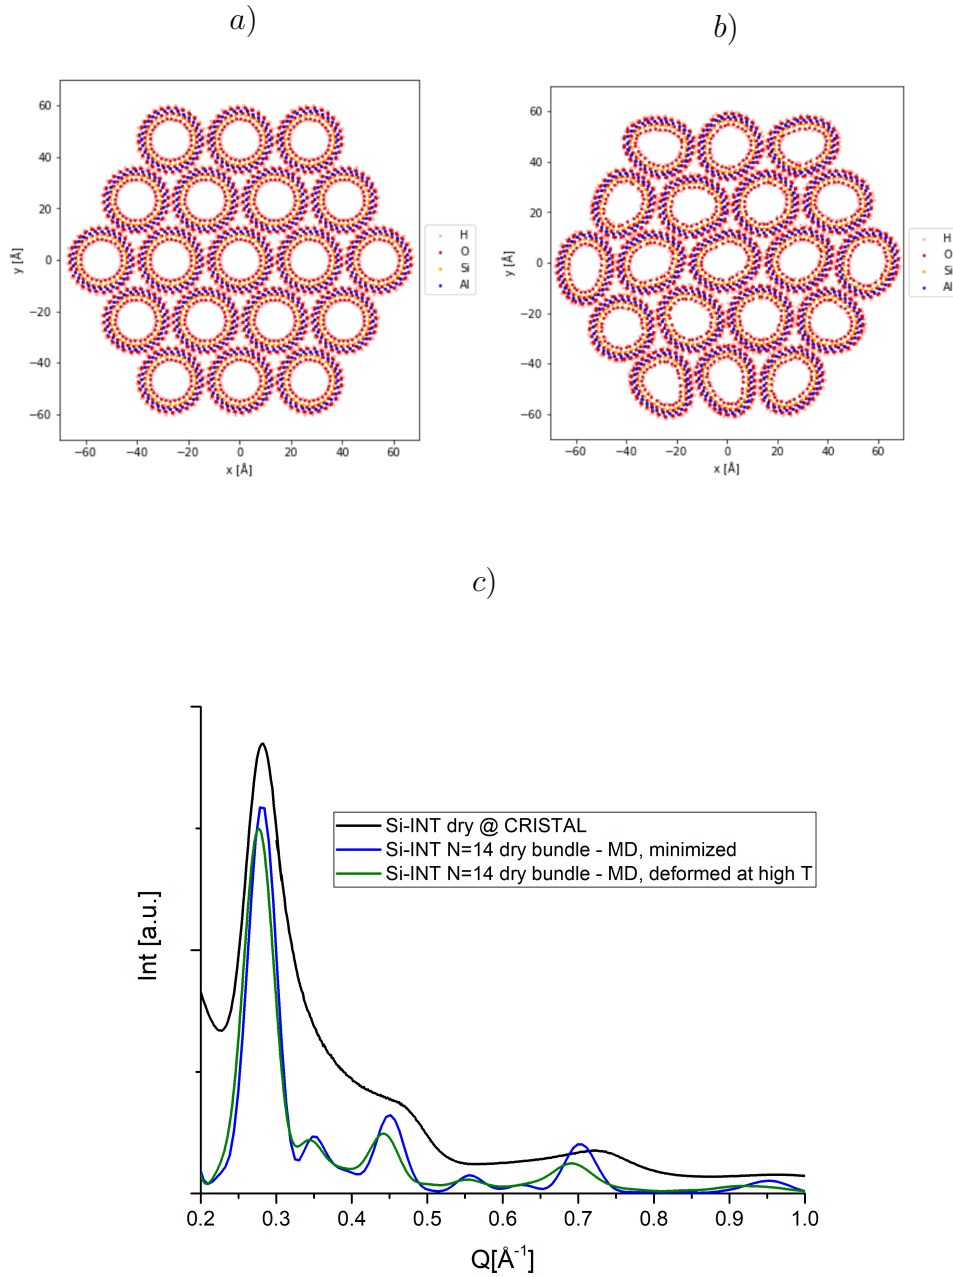 a)
b)
60
40
20
0
−20
−40
−60
y [Å]
−60 −40 −20 0 20 40 60
x [Å]
H
O
Si
Al
60
40
20
0
−20
−40
−60
y [Å]
−60 −40 −20 0 20 40 60
x [Å]
H
O
Si
Al
c)
Si-INT dry @ CRISTAL
Si-INT N=14 dry bundle - MD, minimized
Si-INT N=14 dry bundle - MD, deformed at high T
Int [a.u.]
0.2 0.3 0.4 0.5 0.6 0.7 0.8 0.9 1.0
Q[Å⁻¹]